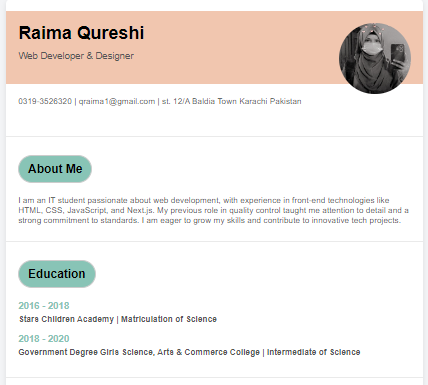 Raima Qureshi
Web Developer & Designer
0319-3526320 | qraima1@gmail.com | st. 12/A Baldia Town Karachi Pakistan
About Me
I am an IT student passionate about web development, with experience in front-end technologies like
HTML, CSS, JavaScript, and Next.js. My previous role in quality control taught me attention to detail and a
strong commitment to standards. I am eager to grow my skills and contribute to innovative tech projects.
Education
2016 - 2018
Stars Children Academy | Matriculation of Science
2018 - 2020
Government Degree Girls Science, Arts & Commerce College | Intermediate of Science